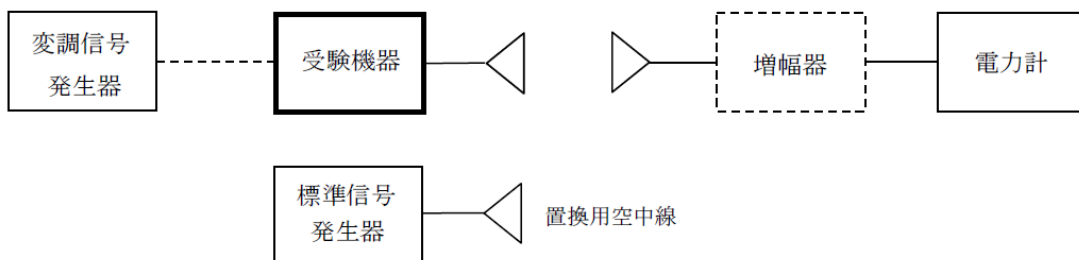 変調信号
発生器
受験機器
増幅器
電力計
標準信号
発生器
置換用空中線